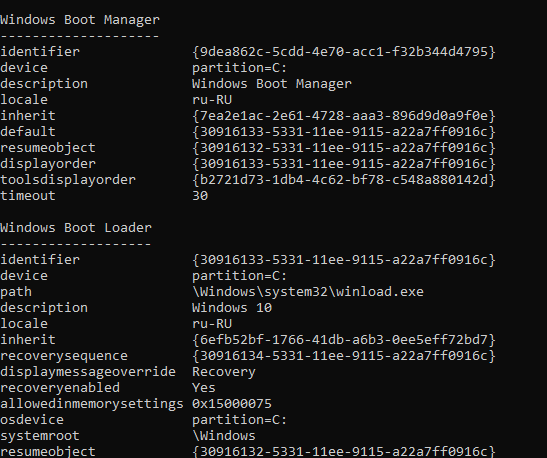 Windows Boot Manager
--------------------
identifier              {9dea862c-5cdd-4e70-acc1-f32b344d4795}
device                  partition=C:
description             Windows Boot Manager
locale                  ru-RU
inherit                 {7ea2e1ac-2e61-4728-aaa3-896d9d0a9f0e}
default                 {30916133-5331-11ee-9115-a22a7ff0916c}
resumeobject            {30916132-5331-11ee-9115-a22a7ff0916c}
displayorder            {30916133-5331-11ee-9115-a22a7ff0916c}
toolsdisplayorder       {b2721d73-1db4-4c62-bf78-c548a880142d}
timeout                 30
Windows Boot Loader
-------------------
identifier              {30916133-5331-11ee-9115-a22a7ff0916c}
device                  partition=C:
path                    \Windows\system32\winload.exe
description             Windows 10
locale                  ru-RU
inherit                 {6efb52bf-1766-41db-a6b3-0ee5eff72bd7}
recoverysequence        {30916134-5331-11ee-9115-a22a7ff0916c}
displaymessageoverride  Recovery
recoveryenabled         Yes
allowedinmemorysettings 0x15000075
osdevice                partition=C:
systemroot              \Windows
resumeobject            {30916132-5331-11ee-9115-a22a7ff0916c}